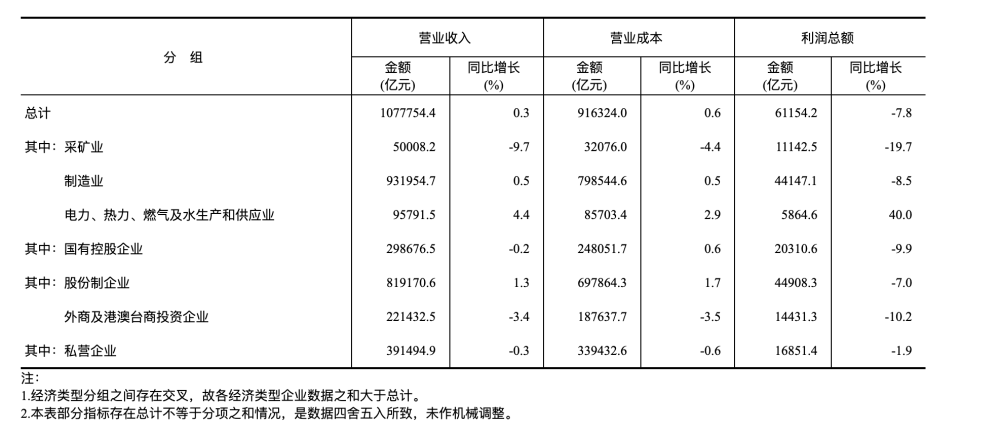 分 组 营业收入 营业成本 利润总额
金额 同比增长 金额 同比增长 金额 同比增长
(亿元) (%) (亿元) (%) (亿元) (%)
总计 1077754.4 0.3 916324.0 0.6 61154.2 -7.8
其中：采矿业 50008.2 -9.7 32076.0 -4.4 11142.5 -19.7
制造业 931954.7 0.5 798544.6 0.5 44147.1 -8.5
电力、热力、燃气及水生产和供应业 95791.5 4.4 85703.4 2.9 5864.6 40.0
其中：国有控股企业 298676.5 -0.2 248051.7 0.6 20310.6 -9.9
其中：股份制企业 819170.6 1.3 697864.3 1.7 44908.3 -7.0
外商及港澳台商投资企业 221432.5 -3.4 187637.7 -3.5 14431.3 -10.2
其中：私营企业 391494.9 -0.3 339432.6 -0.6 16851.4 -1.9
注：
1.经济类型分组之间存在交叉，故各经济类型企业数据之和大于总计。
2.本表部分指标存在总计不等于分项之和情况，是数据四舍五入所致，未作机械调整。